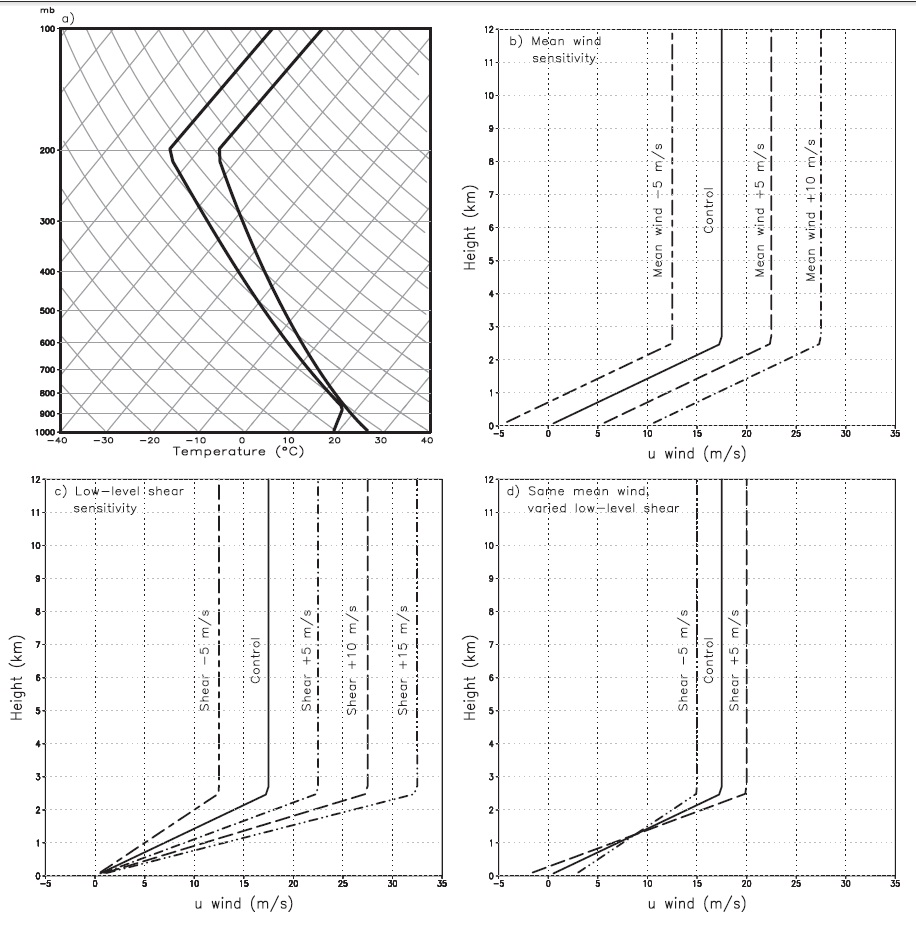 mb
a)
100
200
300
400
500
600
700
800
900
1000
−40 −30 −20 −10 0 10 20 30 40
Temperature (°C)
b) Mean wind
sensitivity
12
11
10
9
8
7
6
5
4
3
2
1
0
Height (km)
Mean wind −5 m/s
Control
Mean wind +5 m/s
Mean wind +10 m/s
−5 0 5 10 15 20 25 30 35
u wind (m/s)
c) Low−level shear
sensitivity
12
11
10
9
8
7
6
5
4
3
2
1
0
Height (km)
Shear −5 m/s
Control
Shear +5 m/s
Shear +10 m/s
Shear +15 m/s
−5 0 5 10 15 20 25 30 35
u wind (m/s)
d) Same mean wind,
varied low−level shear
12
11
10
9
8
7
6
5
4
3
2
1
0
Height (km)
Shear −5 m/s
Control
Shear +5 m/s
−5 0 5 10 15 20 25 30 35
u wind (m/s)